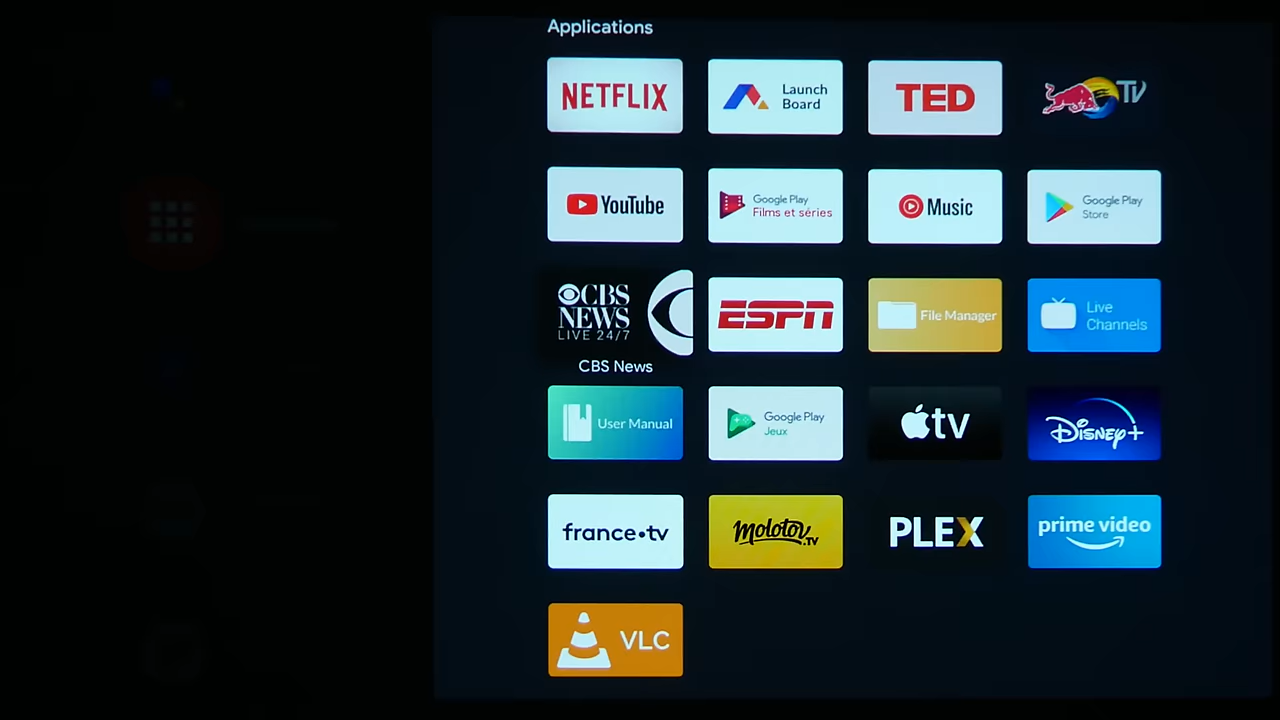 Applications
NETFLIX
Launch
Board
TED
TV
YouTube
Google Play
Films et séries
Music
Google Play
Store
CBS
NEWS
LIVE 24/7
CBS News
ESPN
File Manager
Live
Channels
User Manual
Google Play
Jeux
tv
Disney+
france•tv
molotov.TV
PLEX
prime video
VLC